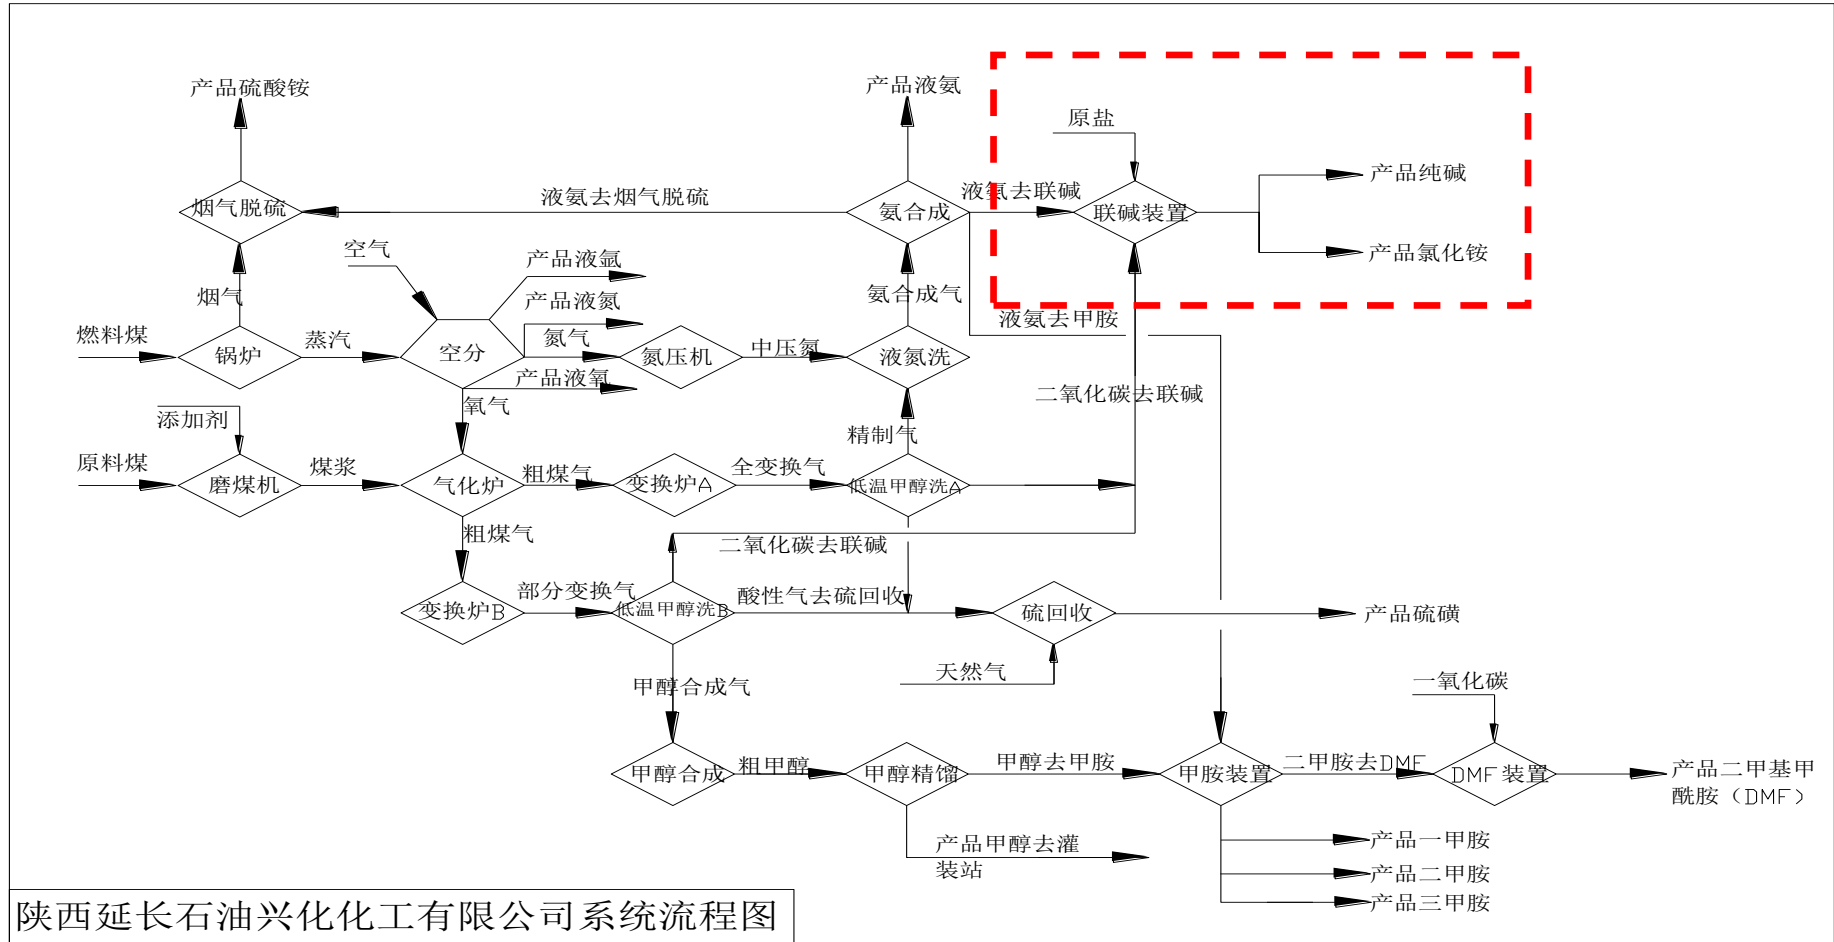 产品硫酸铵
产品液氨
原盐
产品纯碱
烟气脱硫
液氨去烟气脱硫
氨合成
液氨去联碱
联碱装置
产品氯化铵
空气
产品液氩
烟气
产品液氮
氨合成气
液氨去甲胺
燃料煤
锅炉
蒸汽
空分
氮气
氮压机
中压氮
液氮洗
产品液氧
二氧化碳去联碱
添加剂
氧气
精制气
原料煤
磨煤机
煤浆
气化炉
粗煤气
变换炉A
全变换气
低温甲醇洗A
粗煤气
二氧化碳去联碱
变换炉B
部分变换气
低温甲醇洗B
酸性气去硫回收
硫回收
产品硫磺
天然气
甲醇合成气
一氧化碳
甲醇合成
粗甲醇
甲醇精馏
甲醇去甲胺
甲胺装置
二甲胺去DMF
DMF装置
产品二甲基甲
酰胺（DMF）
产品甲醇去灌
装站
产品一甲胺
产品二甲胺
产品三甲胺
陕西延长石油兴化化工有限公司系统流程图